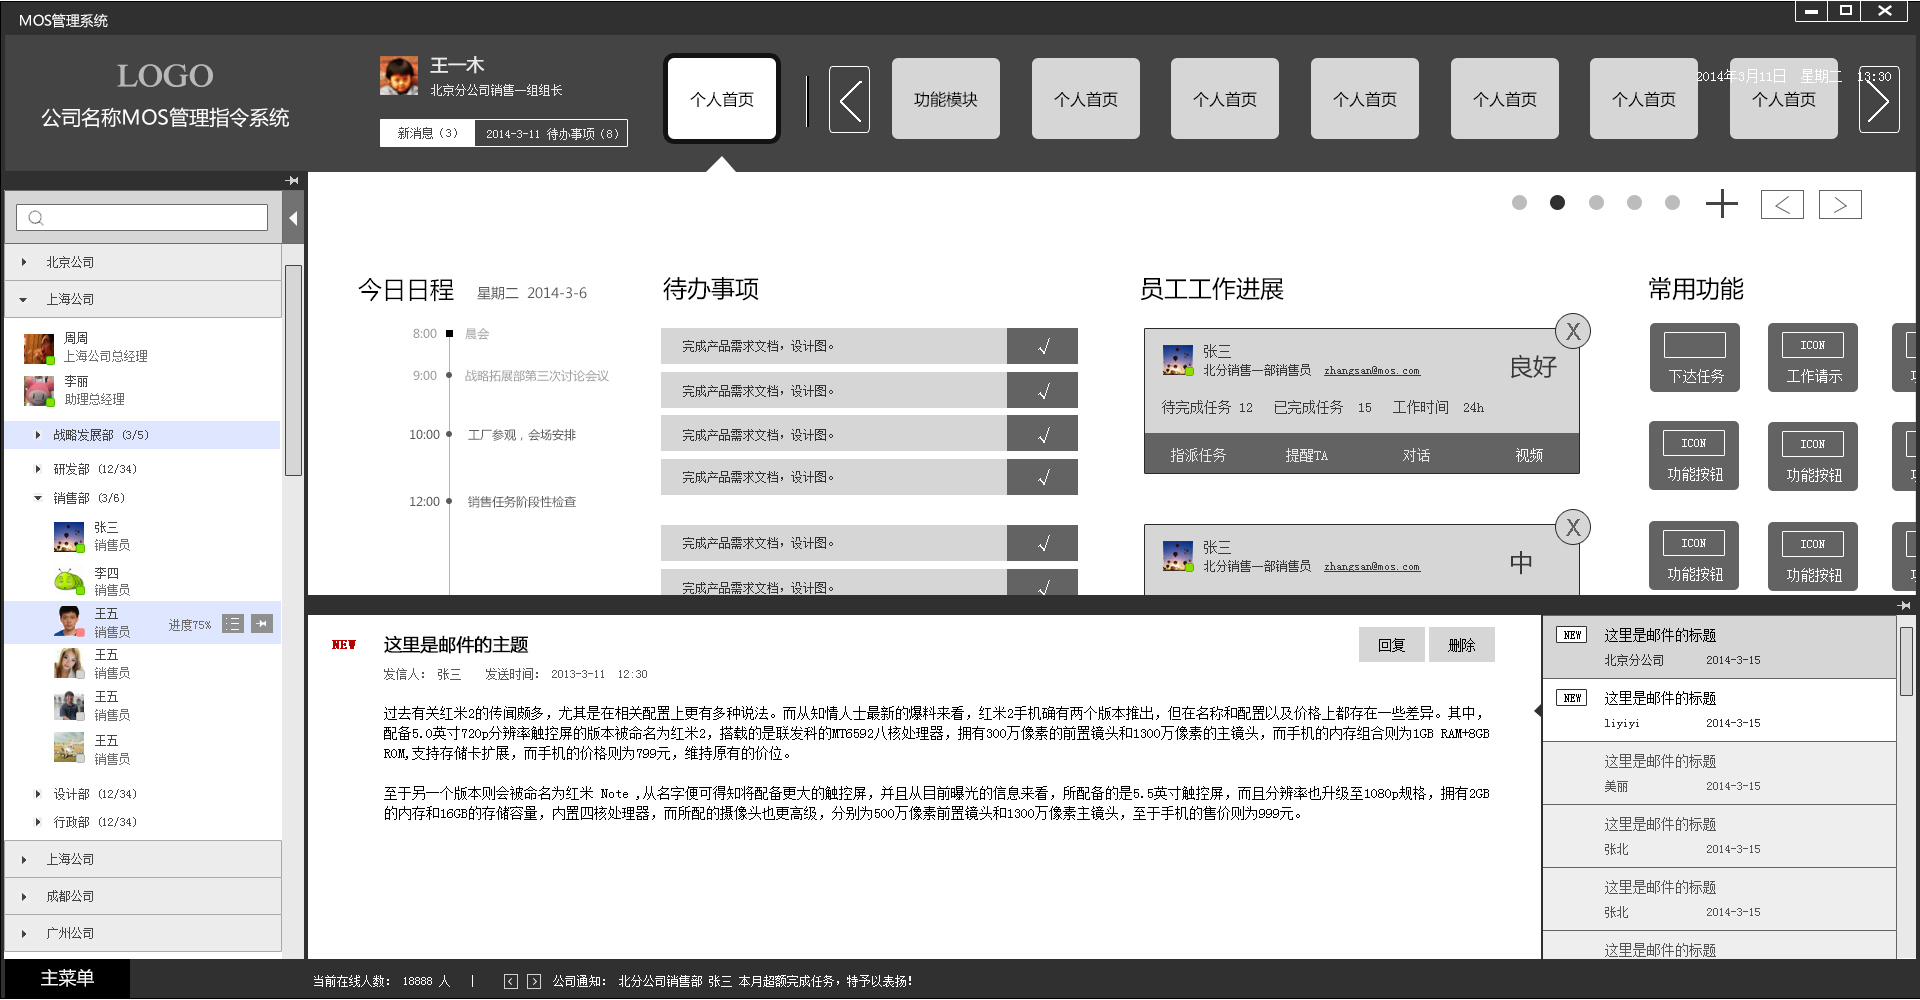 MOS管理系统
LOGO
公司名称MOS管理指令系统
王一木
北京分公司销售一组组长
新消息（3）
2014-3-11 待办事项（8）
个人首页
功能模块
个人首页
个人首页
个人首页
个人首页
个人首页
个人首页
2014年3月11日 星期二 13:30
北京公司
上海公司
周周
上海公司总经理
李丽
助理总经理
战略发展部（3/5）
研发部（12/34）
销售部（3/6）
张三
销售员
李四
销售员
王五
销售员
进度75%
王五
销售员
王五
销售员
王五
销售员
设计部（12/34）
行政部（12/34）
上海公司
成都公司
广州公司
主菜单
今日日程 星期二 2014-3-6
8:00 晨会
9:00 战略拓展部第三次讨论会议
10:00 工厂参观，会场安排
12:00 销售任务阶段性检查
待办事项
完成产品需求文档，设计图。 √
完成产品需求文档，设计图。 √
完成产品需求文档，设计图。 √
完成产品需求文档，设计图。 √
完成产品需求文档，设计图。 √
完成产品需求文档，设计图。 √
员工工作进展
X
张三
北分销售一部销售员 zhangsan@mos.com
良好
待完成任务 12 已完成任务 15 工作时间 24h
指派任务 提醒TA 对话 视频
X
张三
北分销售一部销售员 zhangsan@mos.com
中
常用功能
下达任务
ICON
工作请示
ICON
功能按钮
ICON
功能按钮
ICON
功能按钮
ICON
功能按钮
NEW
这里是邮件的主题
回复
删除
发信人： 张三 发送时间： 2013-3-11 12:30
过去有关红米2的传闻颇多，尤其是在相关配置上更有多种说法。而从知情人士最新的爆料来看，红米2手机确有两个版本推出，但在名称和配置以及价格上都存在一些差异。其中，
配备5.0英寸720p分辨率触控屏的版本被命名为红米2，搭载的是联发科的MT6592八核处理器，拥有300万像素的前置镜头和1300万像素的主镜头，而手机的内存组合则为1GB RAM+8GB
ROM,支持存储卡扩展，而手机的价格则为799元，维持原有的价位。
至于另一个版本则会被命名为红米 Note ,从名字便可得知将配备更大的触控屏，并且从目前曝光的信息来看，所配备的是5.5英寸触控屏，而且分辨率也升级至1080p规格，拥有2GB
的内存和16GB的存储容量，内置四核处理器，而所配的摄像头也更高级，分别为500万像素前置镜头和1300万像素主镜头，至于手机的售价则为999元。
NEW 这里是邮件的标题
北京分公司 2014-3-15
NEW 这里是邮件的标题
liyiyi 2014-3-15
这里是邮件的标题
美丽 2014-3-15
这里是邮件的标题
张北 2014-3-15
这里是邮件的标题
张北 2014-3-15
这里是邮件的标题
当前在线人数： 18888 人 | 公司通知： 北分公司销售部 张三 本月超额完成任务，特予以表扬！